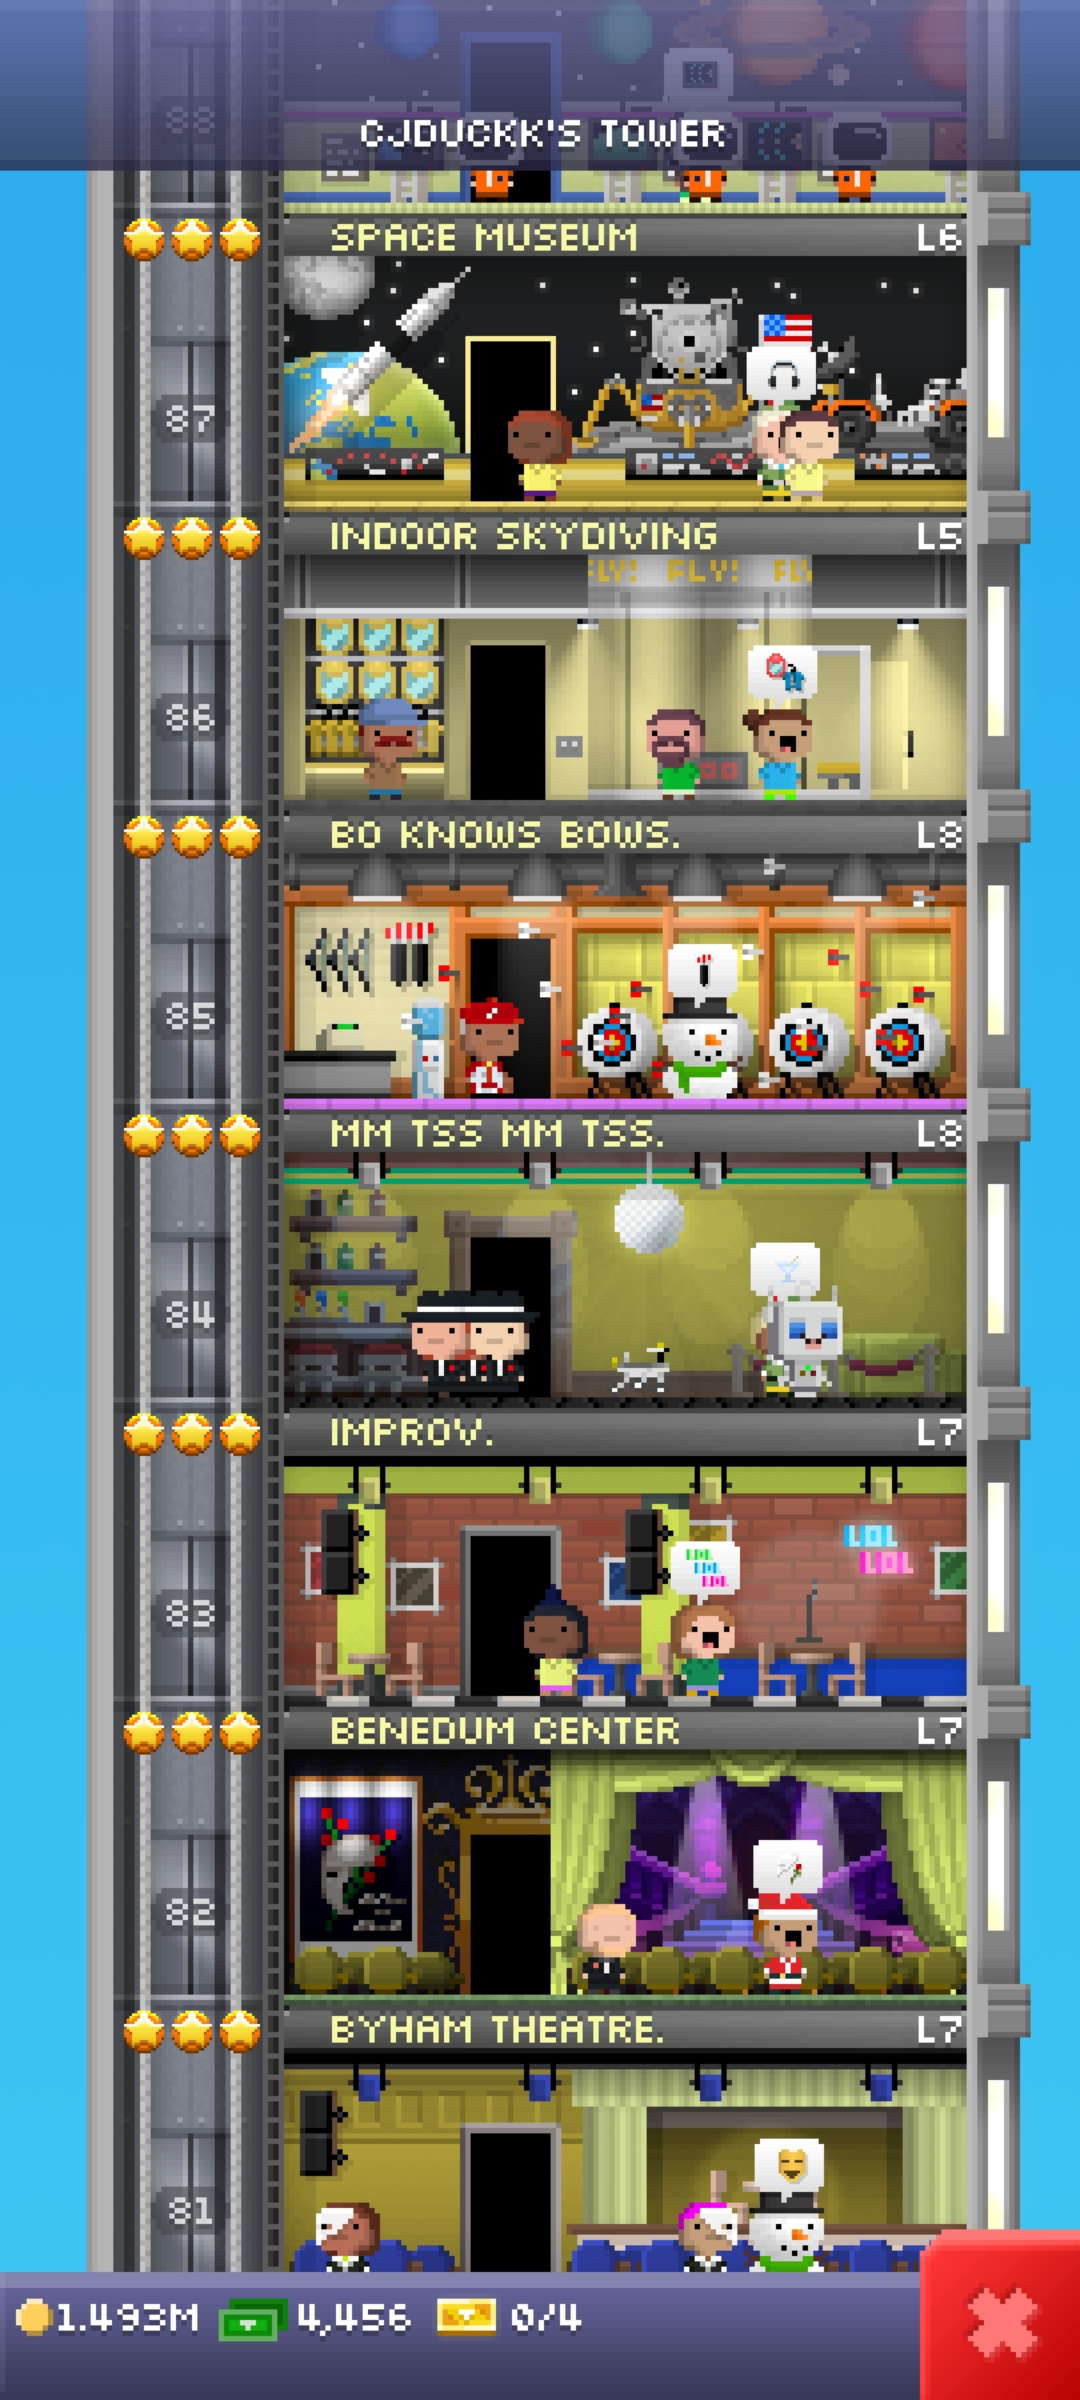 88
CJDUCKK'S TOWER
SPACE MUSEUM L6
87
INDOOR SKYDIVING L5
FLY! FLY! FLY
86
BO KNOWS BOWS. L8
85
MM TSS MM TSS. L8
84
IMPROV. L7
LOL
LOL
LOL
LOL
LOL
83
BENEDUM CENTER L7
82
BYHAM THEATRE. L7
81
1.493M 4,456 0/4